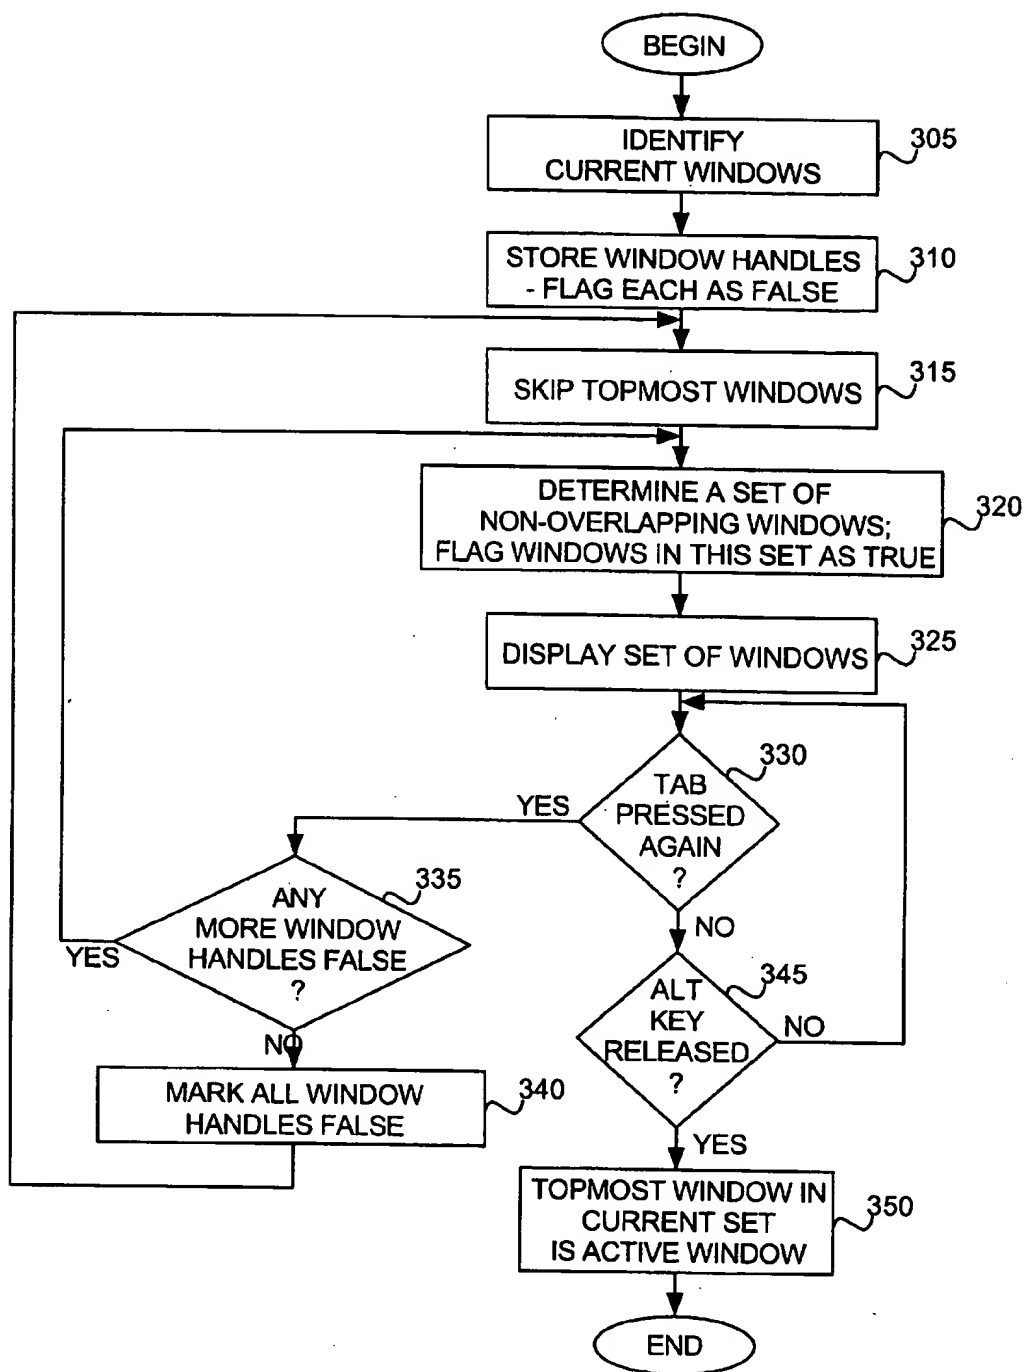 BEGIN
IDENTIFY
CURRENT WINDOWS
305
STORE WINDOW HANDLES
- FLAG EACH AS FALSE
310
SKIP TOPMOST WINDOWS
315
DETERMINE A SET OF
NON-OVERLAPPING WINDOWS;
FLAG WINDOWS IN THIS SET AS TRUE
320
DISPLAY SET OF WINDOWS
325
TAB
PRESSED
AGAIN
?
330
YES
NO
ANY
MORE WINDOW
HANDLES FALSE
?
335
YES
NO
MARK ALL WINDOW
HANDLES FALSE
340
ALT
KEY
RELEASED
?
345
NO
YES
TOPMOST WINDOW IN
CURRENT SET
IS ACTIVE WINDOW
350
END